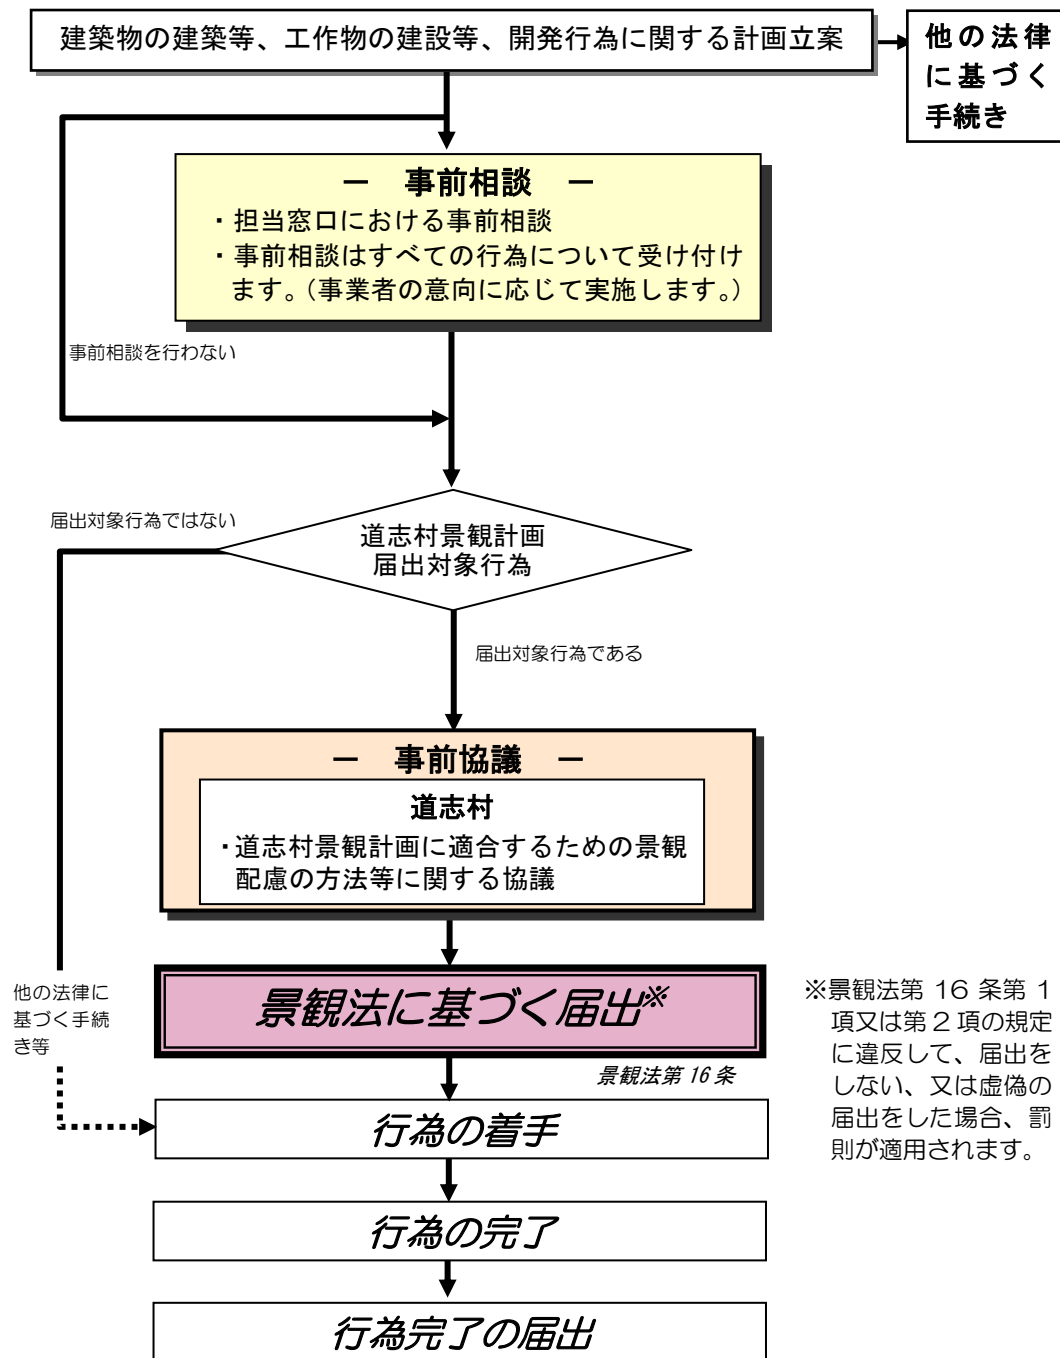 建築物の建築等、工作物の建設等、開発行為に関する計画立案
他の法律
に基づく
手続き
－　事前相談　－
・担当窓口における事前相談
・事前相談はすべての行為について受け付け
ます。（事業者の意向に応じて実施します。）
事前相談を行わない
届出対象行為ではない
道志村景観計画
届出対象行為
届出対象行為である
－　事前協議　－
道志村
・道志村景観計画に適合するための景観
配慮の方法等に関する協議
他の法律に
基づく手続
き等
景観法に基づく届出※
景観法第16条
※景観法第 16 条第 1
項又は第２項の規定
に違反して、届出を
しない、又は虚偽の
届出をした場合、罰
則が適用されます。
行為の着手
行為の完了
行為完了の届出